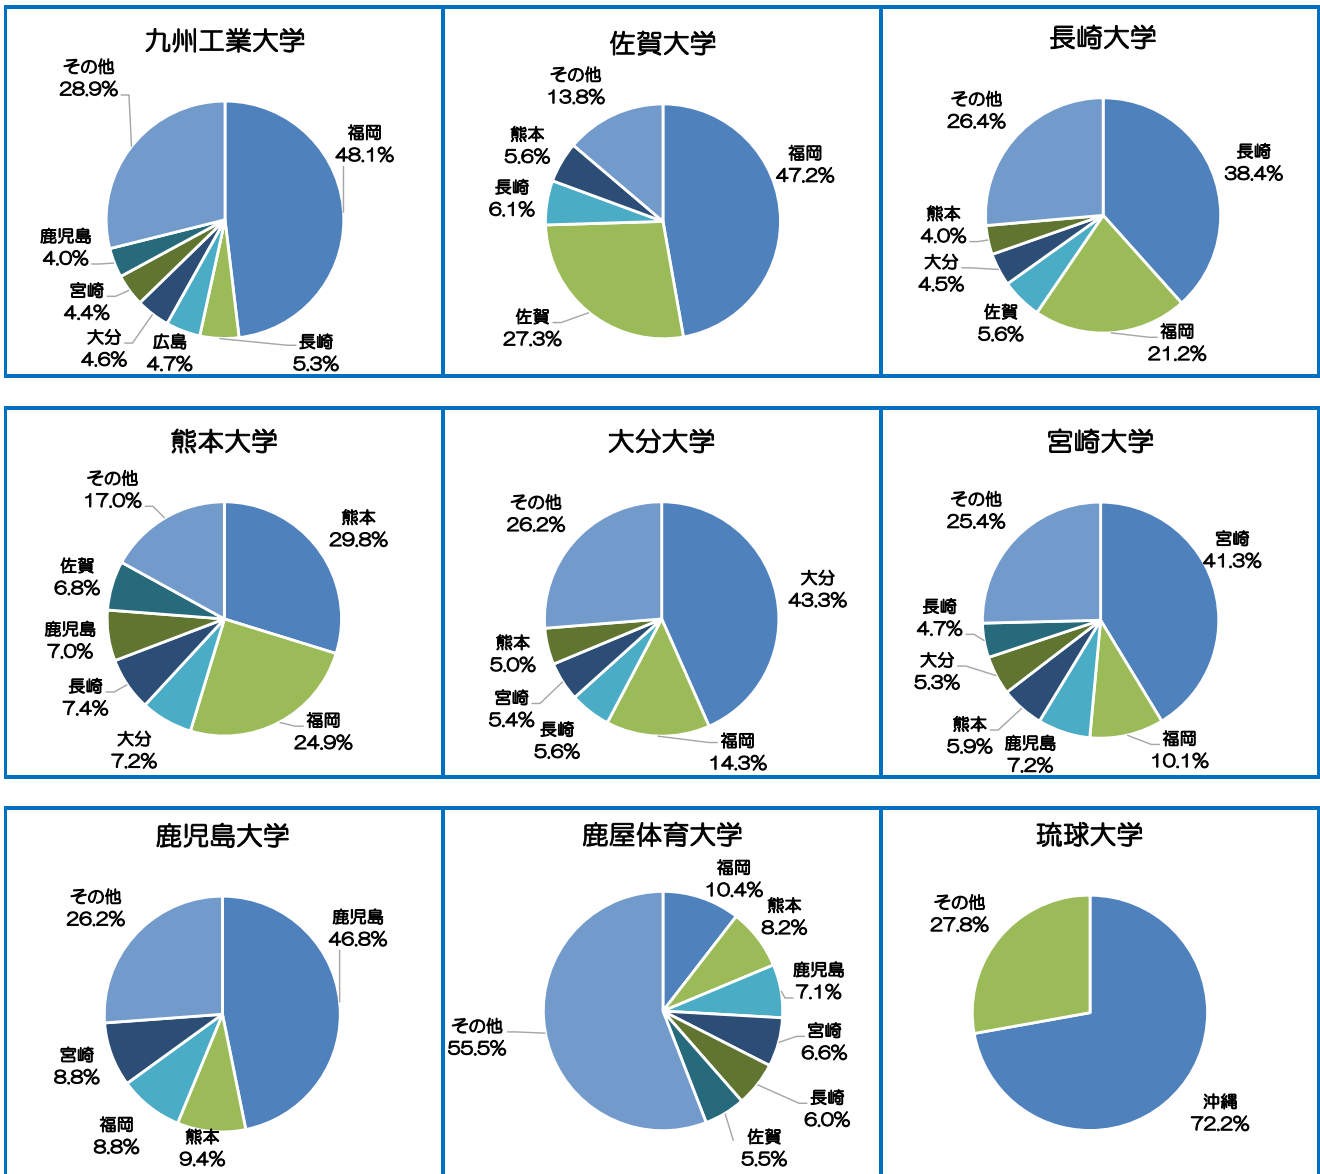 九州工業大学
その他
28.9%
福岡
48.1%
鹿児島
4.0%
宮崎
4.4%
大分
4.6%
広島
4.7%
長崎
5.3%
佐賀大学
その他
13.8%
熊本
5.6%
長崎
6.1%
福岡
47.2%
佐賀
27.3%
長崎大学
その他
26.4%
長崎
38.4%
熊本
4.0%
大分
4.5%
佐賀
5.6%
福岡
21.2%
熊本大学
その他
17.0%
熊本
29.8%
佐賀
6.8%
鹿児島
7.0%
長崎
7.4%
大分
7.2%
福岡
24.9%
大分大学
その他
26.2%
大分
43.3%
熊本
5.0%
宮崎
5.4%
長崎
5.6%
福岡
14.3%
宮崎大学
その他
25.4%
宮崎
41.3%
長崎
4.7%
大分
5.3%
熊本
5.9%
鹿児島
7.2%
福岡
10.1%
鹿児島大学
その他
26.2%
鹿児島
46.8%
宮崎
8.8%
福岡
8.8%
熊本
9.4%
鹿屋体育大学
福岡
10.4%
熊本
8.2%
鹿児島
7.1%
その他
55.5%
宮崎
6.6%
長崎
6.0%
佐賀
5.5%
琉球大学
その他
27.8%
沖縄
72.2%